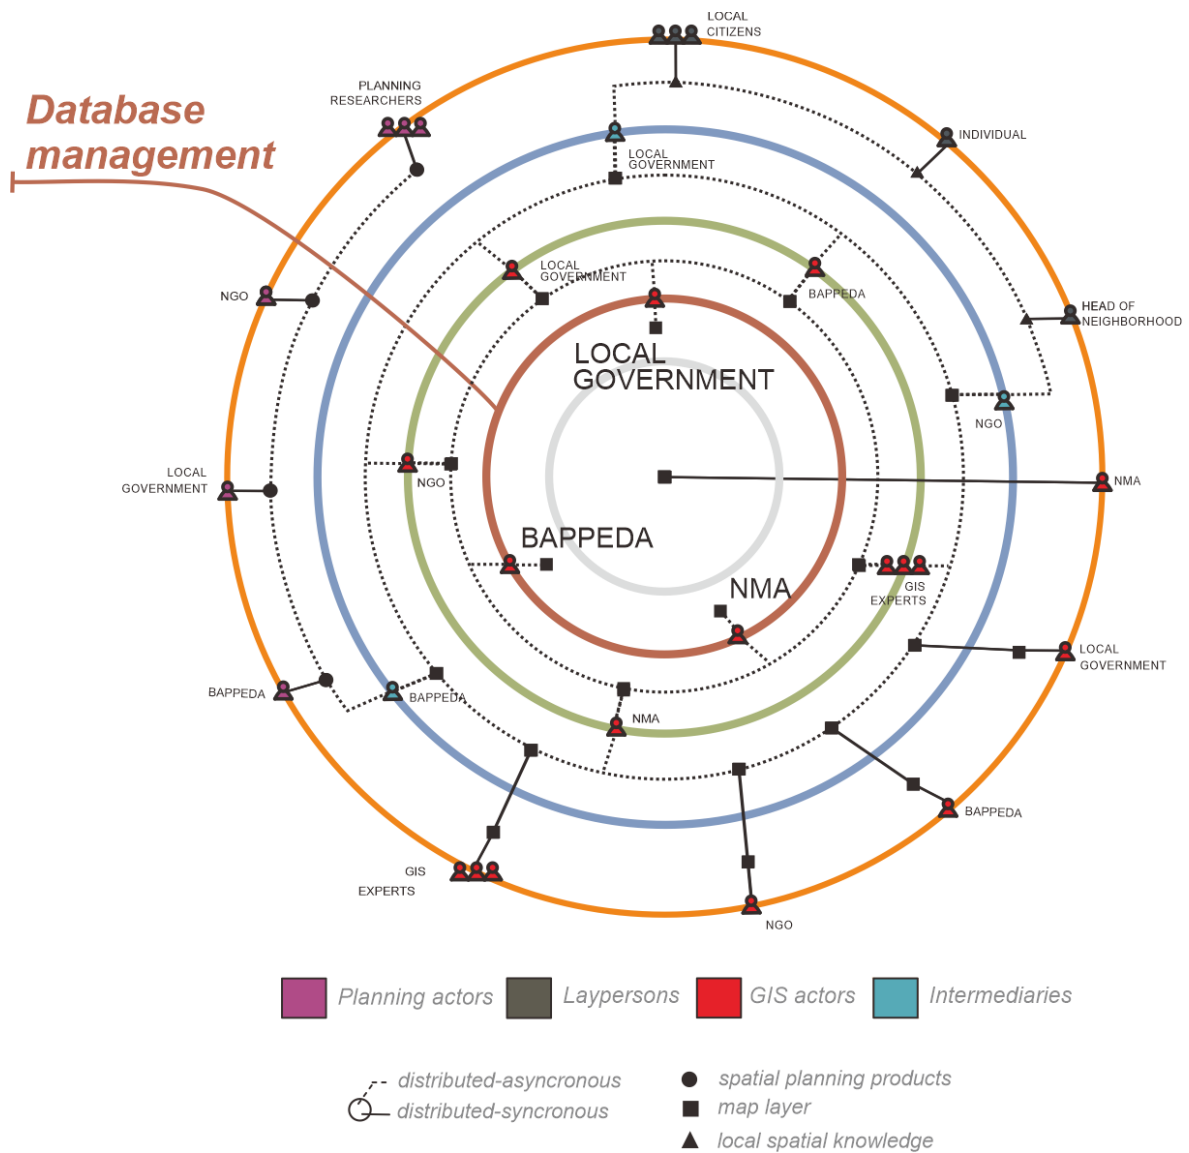 LOCAL
CITIZENS
PLANNING
RESEARCHERS
Database
management
INDIVIDUAL
LOCAL
GOVERNMENT
LOCAL
GOVERNMENT
BAPPEDA
NGO
HEAD OF
NEIGHBORHOOD
LOCAL
GOVERNMENT
NGO
LOCAL
GOVERNMENT
NGO
NMA
BAPPEDA
NMA
GIS
EXPERTS
LOCAL
GOVERNMENT
BAPPEDA
BAPPEDA
NMA
BAPPEDA
GIS
EXPERTS
NGO
Planning actors
Laypersons
GIS actors
Intermediaries
distributed-asyncronous
distributed-syncronous
spatial planning products
map layer
local spatial knowledge